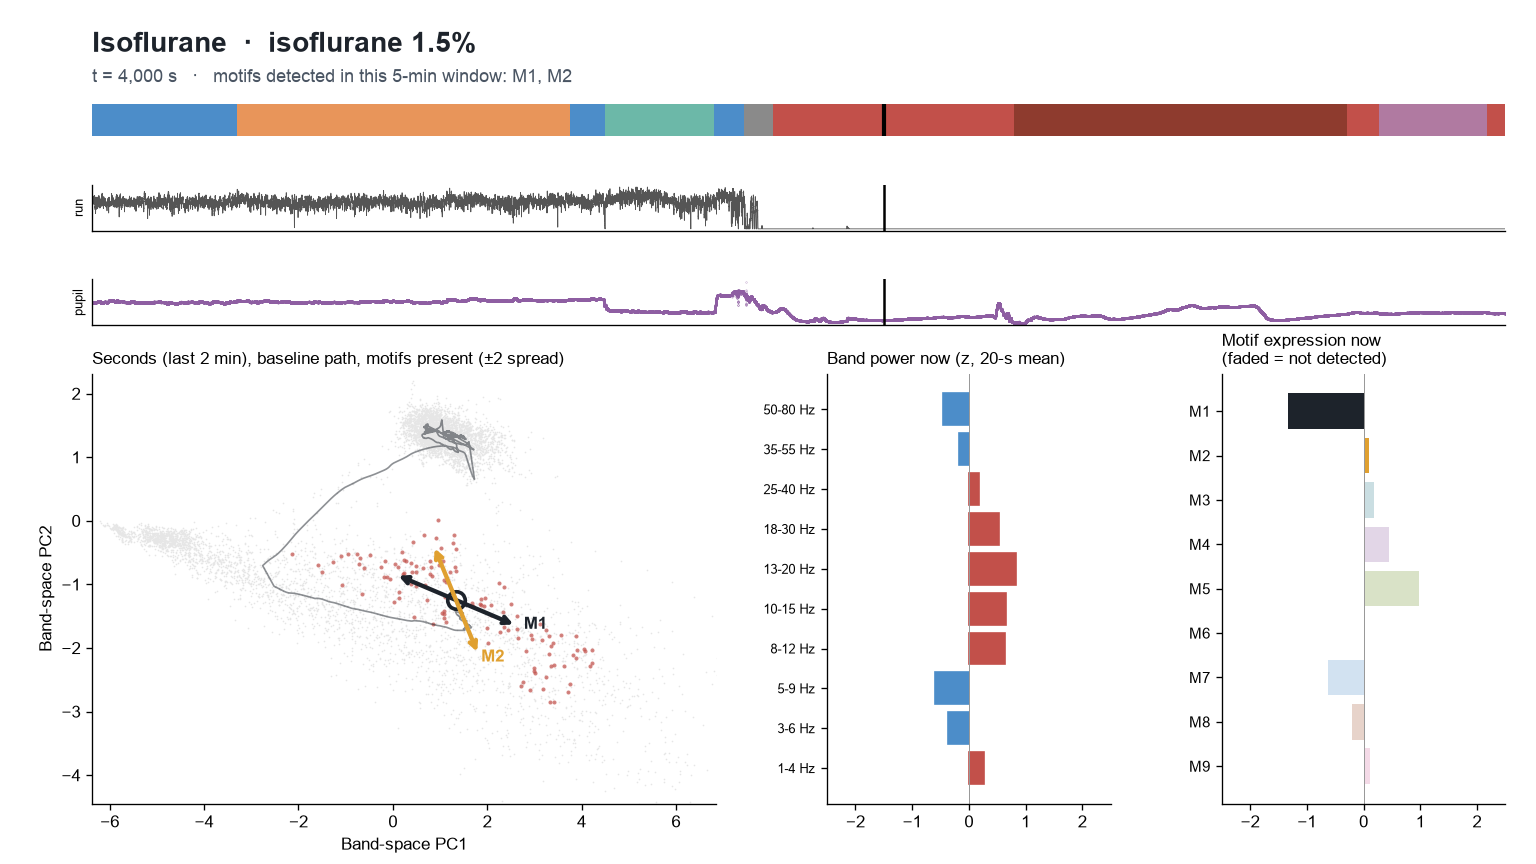 Isoflurane · isoflurane 1.5%
t = 4,000 s · motifs detected in this 5-min window: M1, M2
run
pupil
Seconds (last 2 min), baseline path, motifs present (±2 spread)
2
1
0
−1
−2
−3
−4
Band-space PC2
M1
M2
−6 −4 −2 0 2 4 6
Band-space PC1
Band power now (z, 20-s mean)
50-80 Hz
35-55 Hz
25-40 Hz
18-30 Hz
13-20 Hz
10-15 Hz
8-12 Hz
5-9 Hz
3-6 Hz
1-4 Hz
−2 −1 0 1 2
Motif expression now
(faded = not detected)
M1
M2
M3
M4
M5
M6
M7
M8
M9
−2 −1 0 1 2